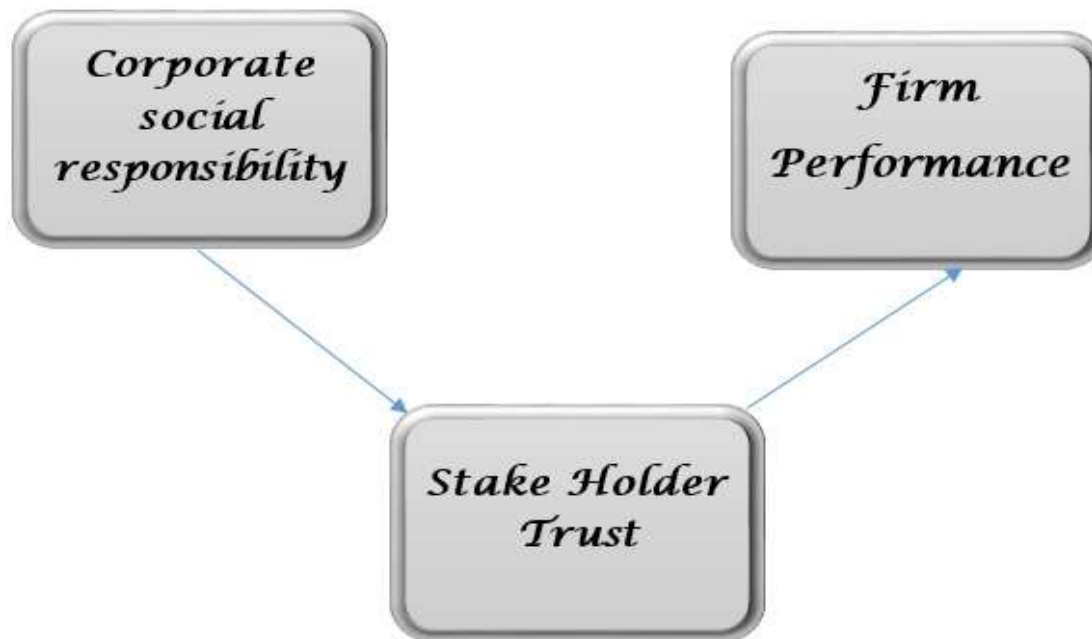 Corporate
social
responsibility
Firm
Performance
Stake Holder
Trust